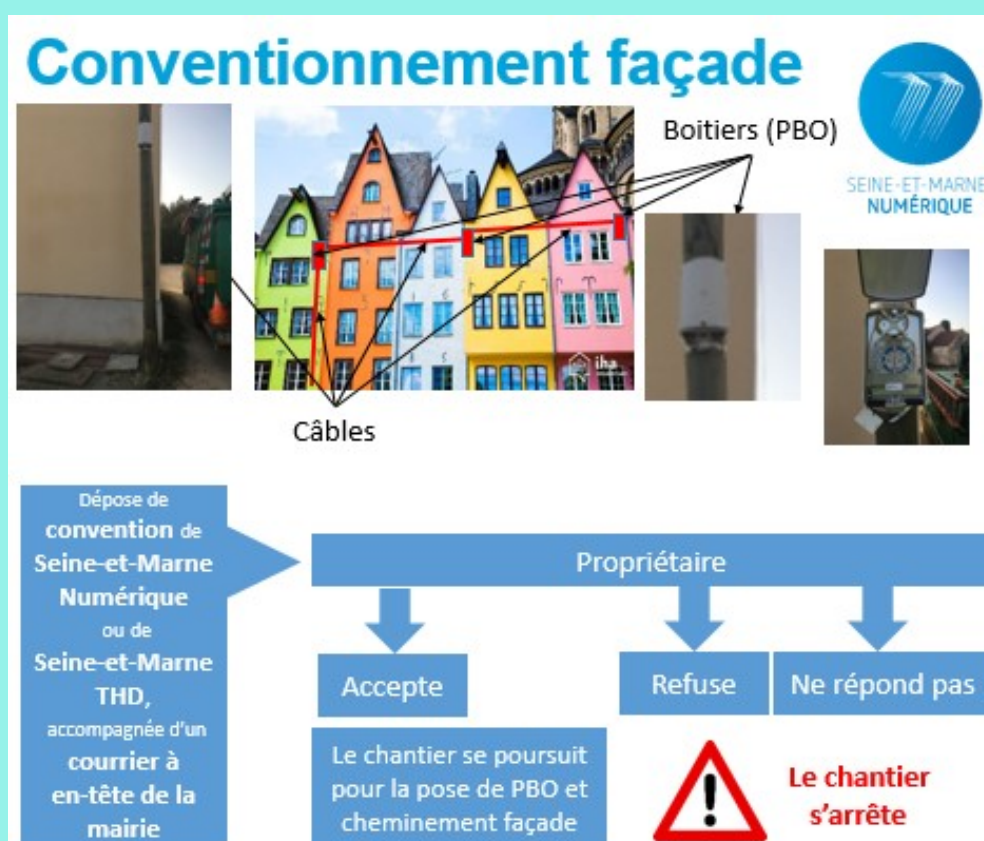 Conventionnement façade
Boitiers (PBO)
77
SEINE-ET-MARNE
NUMÉRIQUE
iha
Câbles
Dépose de
convention de
Seine-et-Marne
Numérique
ou de
Seine-et-Marne
THD,
accompagnée d'un
courrier à
en-tête de la
mairie
Propriétaire
Accepte
Refuse
Ne répond pas
Le chantier se poursuit
pour la pose de PBO et
cheminement façade
Le chantier
s'arrête